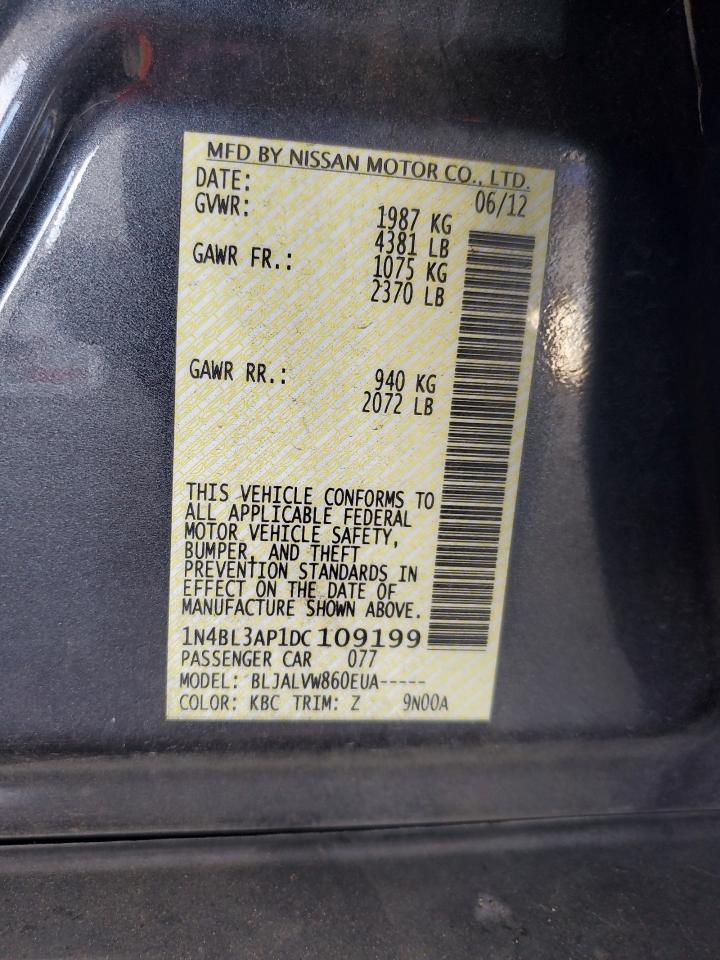 MFD BY NISSAN MOTOR CO., LTD.
DATE: 06/12
GVWR: 1987 KG
4381 LB
GAWR FR.: 1075 KG
2370 LB
GAWR RR.: 940 KG
2072 LB
THIS VEHICLE CONFORMS TO
ALL APPLICABLE FEDERAL
MOTOR VEHICLE SAFETY,
BUMPER, AND THEFT
PREVENTION STANDARDS IN
EFFECT ON THE DATE OF
MANUFACTURE SHOWN ABOVE.
1N4BL3AP1DC109199
PASSENGER CAR 077
MODEL: BLJALVW860EUA-----
COLOR: KBC TRIM: Z 9N00A